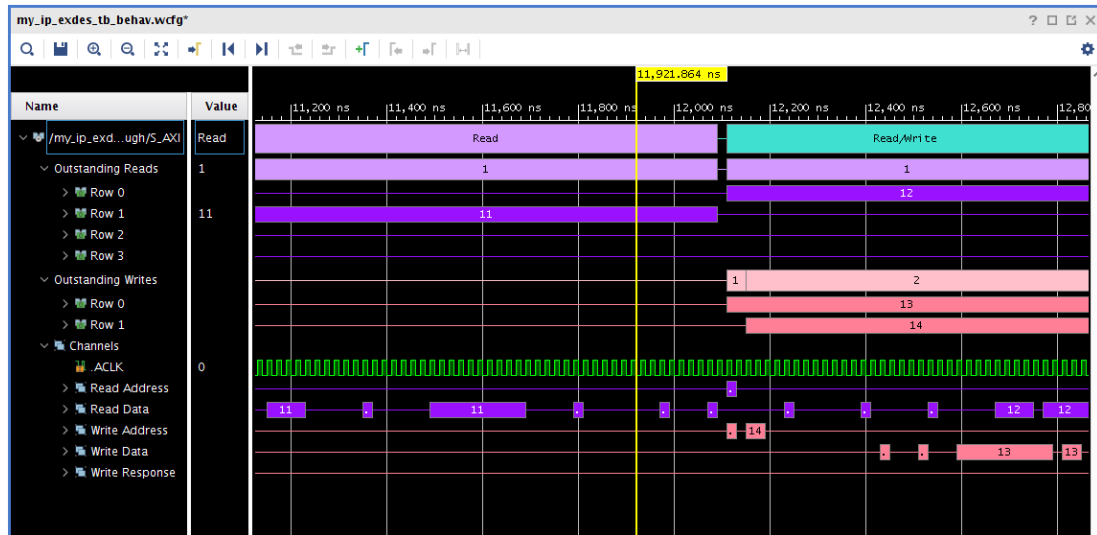 my_ip_exdes_tb_behav.wcfg*
11,921.864 ns
Name Value 11,200 ns 11,400 ns 11,600 ns 11,800 ns 12,000 ns 12,200 ns 12,400 ns 12,600 ns 12,80
/my_ip_exd...ugh/S_AXI Read Read Read/Write
Outstanding Reads 1 1 1
Row 0 12
Row 1 11 11
Row 2
Row 3
Outstanding Writes 1 2
Row 0 13
Row 1 14
Channels
.ACLK 0
Read Address .
Read Data 11 . 11 . . . . . . 12 12
Write Address . 14
Write Data . . 13 13
Write Response